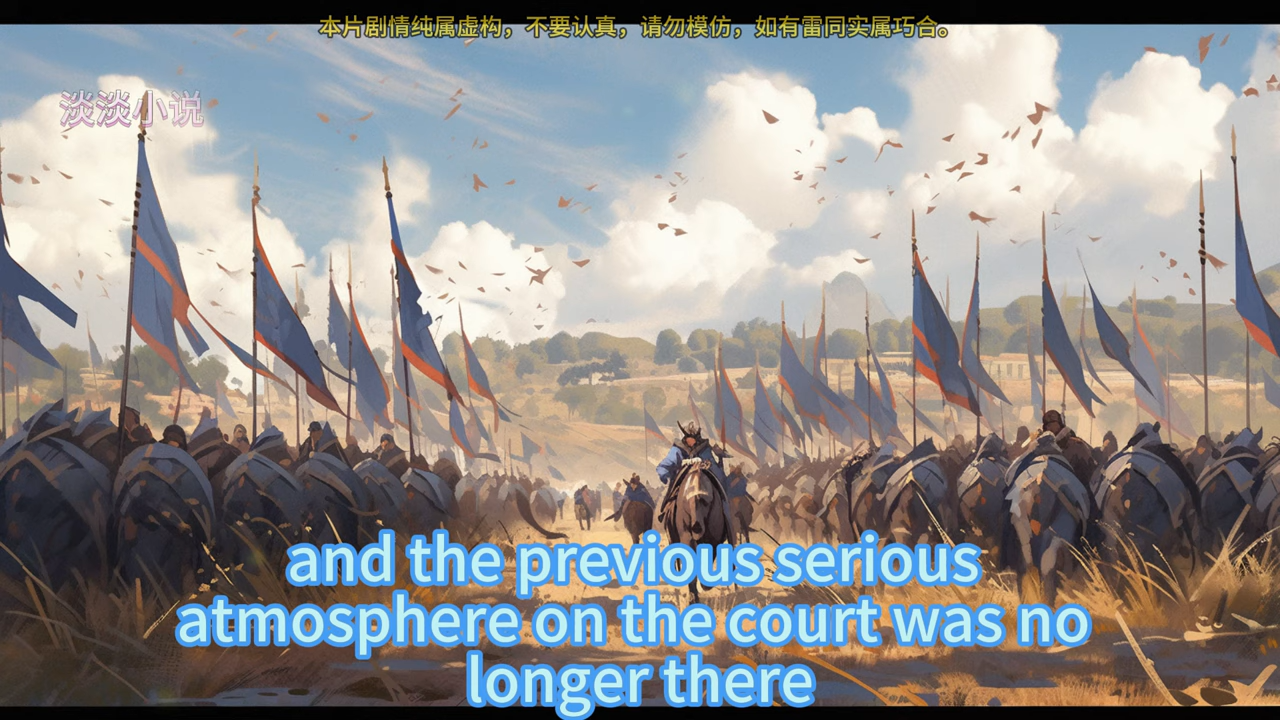 本片剧情纯属虚构，不要认真，请勿模仿，如有雷同实属巧合。
淡淡小说
and the previous serious
atmosphere on the court was no
longer there